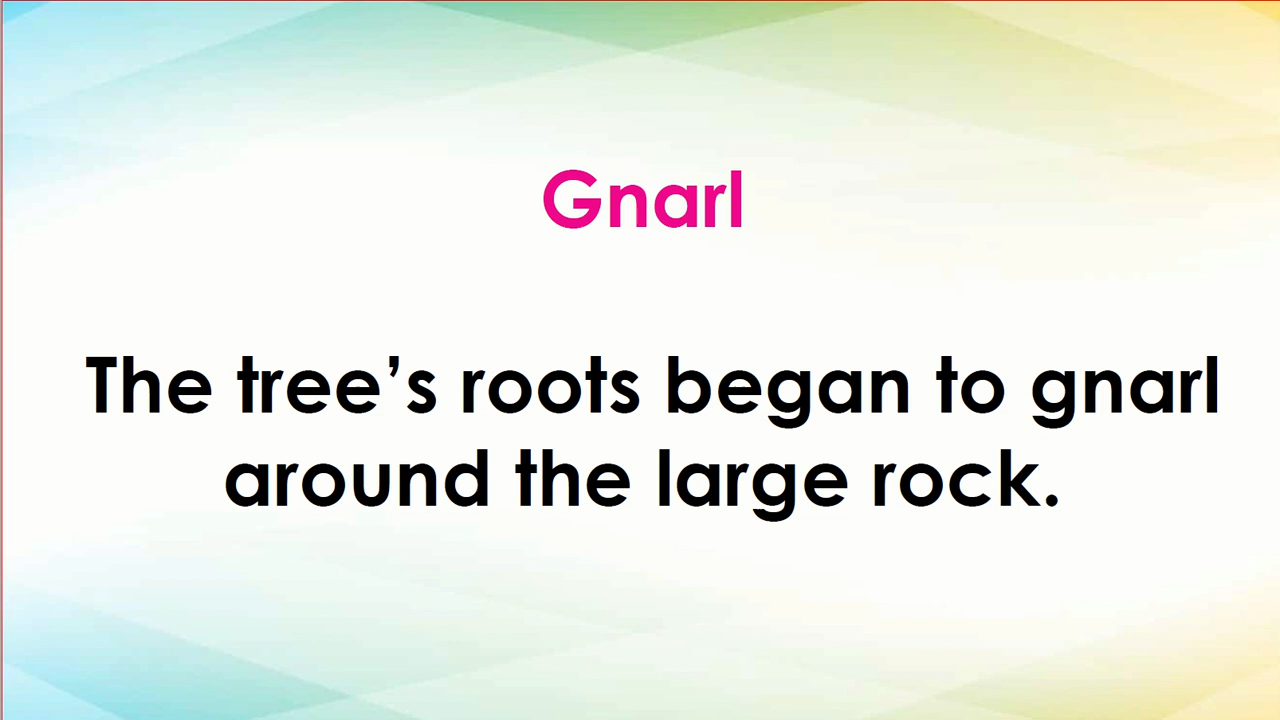 Gnarl
The tree’s roots began to gnarl
around the large rock.